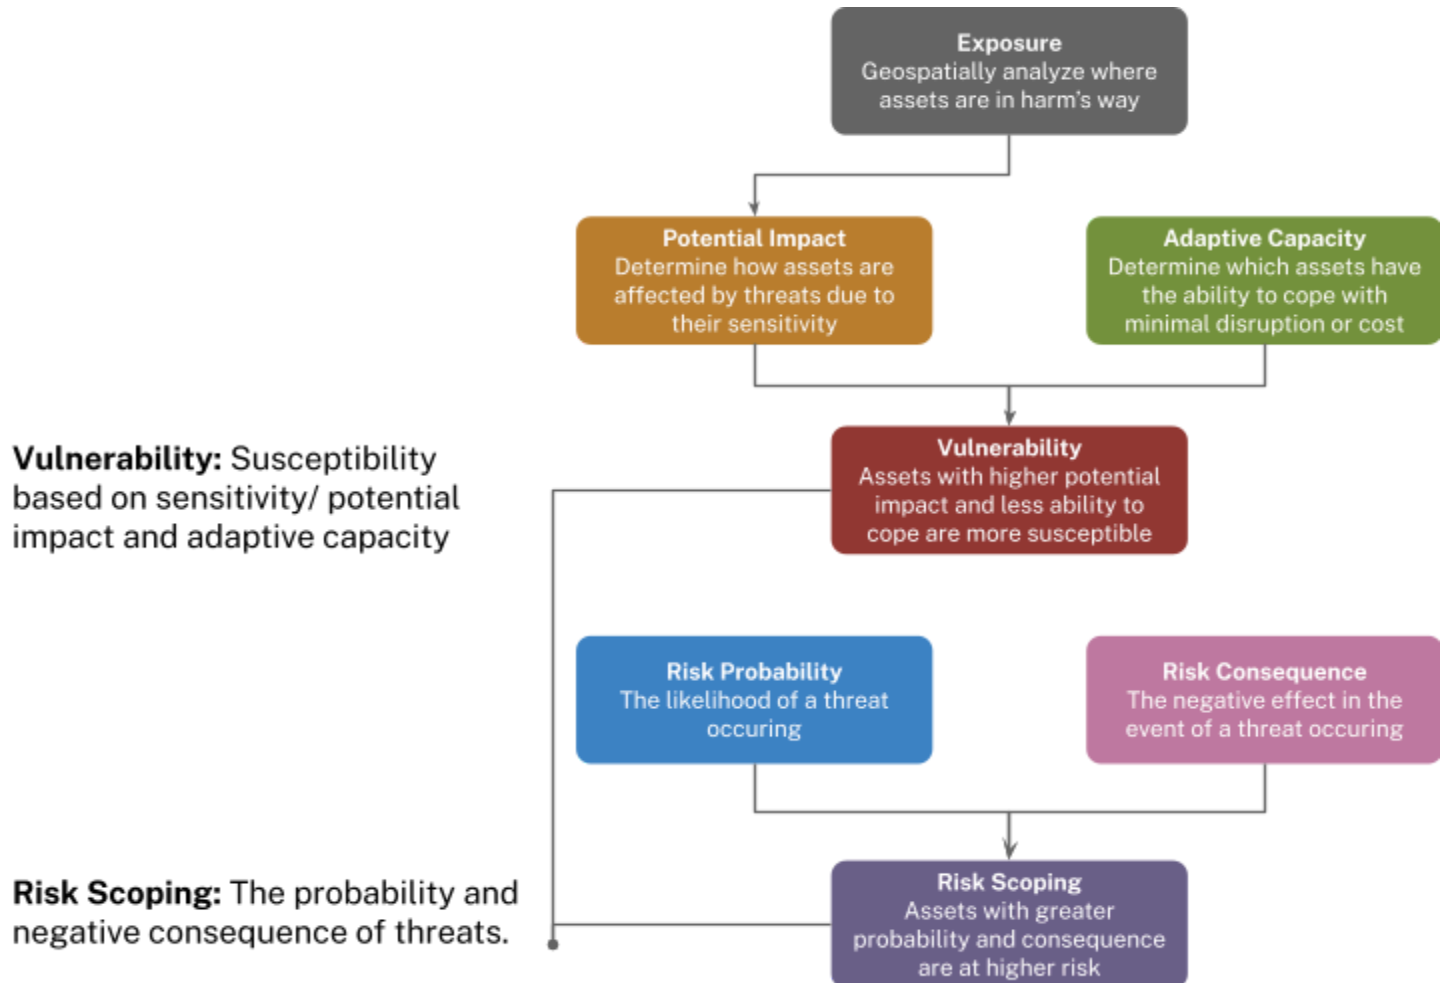 Exposure
Geospatially analyze where
assets are in harm's way
Potential Impact
Determine how assets are
affected by threats due to
their sensitivity
Adaptive Capacity
Determine which assets have
the ability to cope with
minimal disruption or cost
Vulnerability: Susceptibility
based on sensitivity/ potential
impact and adaptive capacity
Vulnerability
Assets with higher potential
impact and less ability to
cope are more susceptible
Risk Probability
The likelihood of a threat
occuring
Risk Consequence
The negative effect in the
event of a threat occuring
Risk Scoping: The probability and
negative consequence of threats.
Risk Scoping
Assets with greater
probability and consequence
are at higher risk